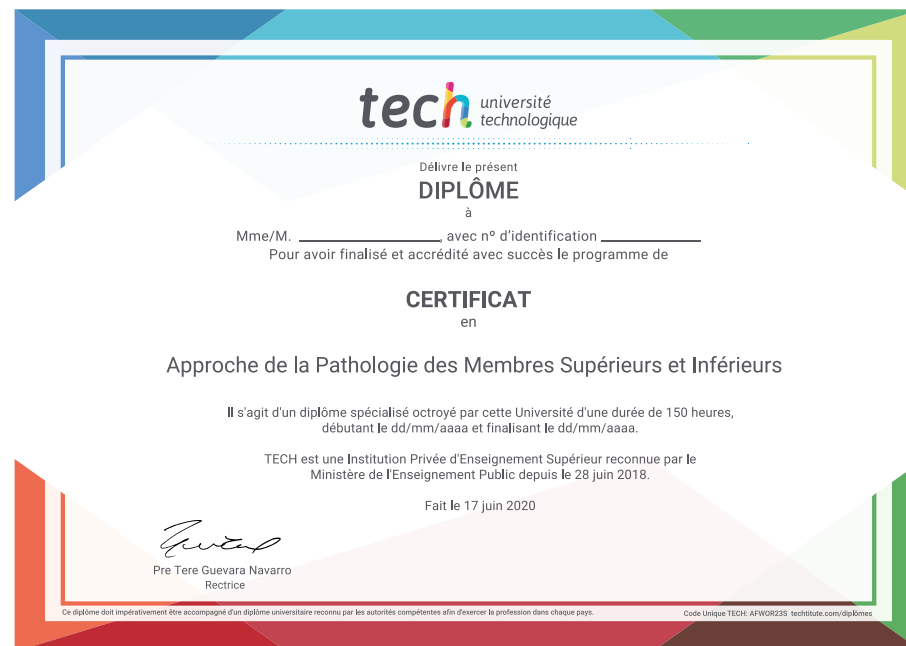 tech université
technologique
Délivre le présent
DIPLÔME
à
Mme/M. ____________________, avec nº d'identification ______________
Pour avoir finalisé et accrédité avec succès le programme de
CERTIFICAT
en
Approche de la Pathologie des Membres Supérieurs et Inférieurs
Il s'agit d'un diplôme spécialisé octroyé par cette Université d'une durée de 150 heures,
débutant le dd/mm/aaaa et finalisant le dd/mm/aaaa.
TECH est une Institution Privée d'Enseignement Supérieur reconnue par le
Ministère de l'Enseignement Public depuis le 28 juin 2018.
Fait le 17 juin 2020
Pre Tere Guevara Navarro
Rectrice
Ce diplôme doit impérativement être accompagné d'un diplôme universitaire reconnu par les autorités compétentes afin d'exercer la profession dans chaque pays.
Code Unique TECH: AFWOR23S techtitute.com/diplômes